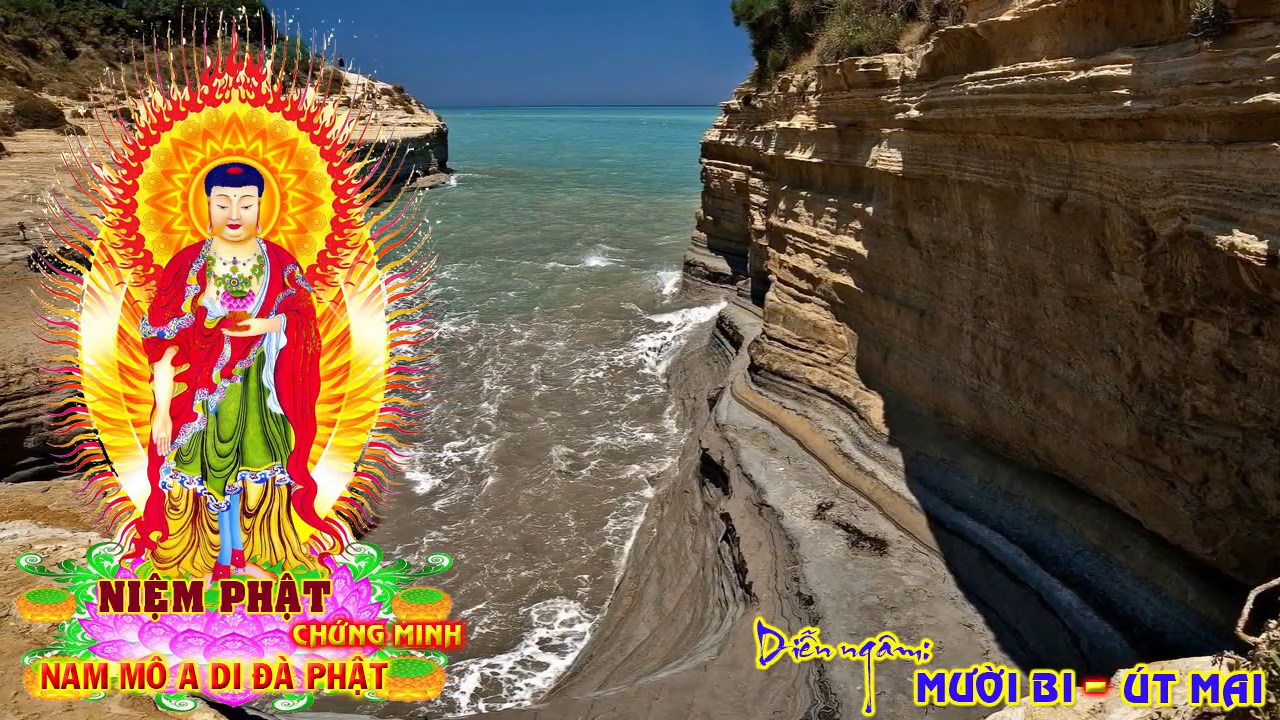 NIỆM PHẬT
CHỨNG MINH
NAM MÔ A DI ĐÀ PHẬT
Diễn ngâm:
MƯỜI BI - ÚT MAI